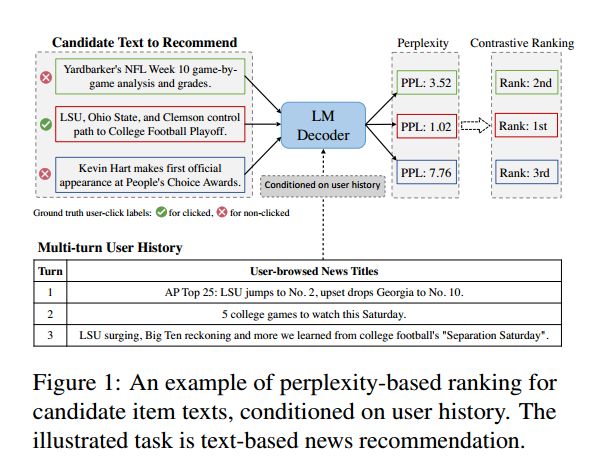 Candidate Text to Recommend
Perplexity
Contrastive Ranking
Yardbarker's NFL Week 10 game-by-
game analysis and grades.
LSU, Ohio State, and Clemson control
path to College Football Playoff.
Kevin Hart makes first official
appearance at People's Choice Awards.
LM
Decoder
PPL: 3.52
PPL: 1.02
PPL: 7.76
Rank: 2nd
Rank: 1st
Rank: 3rd
Conditioned on user history
Ground truth user-click labels: for clicked, for non-clicked
Multi-turn User History
Turn User-browsed News Titles
1 AP Top 25: LSU jumps to No. 2, upset drops Georgia to No. 10.
2 5 college games to watch this Saturday.
3 LSU surging, Big Ten reckoning and more we learned from college football's "Separation Saturday".
Figure 1: An example of perplexity-based ranking for
candidate item texts, conditioned on user history. The
illustrated task is text-based news recommendation.